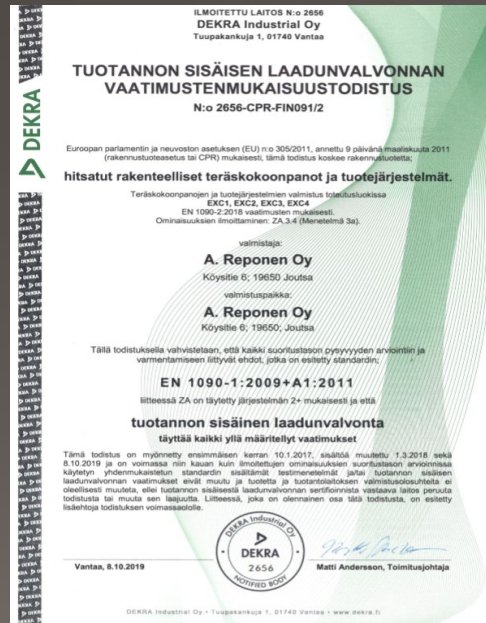 ILMOITETTU LAITOS N:o 2656
DEKRA Industrial Oy
Tuupakankuja 1, 01740 Vantaa
DEKRA
TUOTANNON SISÄISEN LAADUNVALVONNAN
VAATIMUSTENMUKAISUUSTODISTUS
N:o 2656-CPR-FIN091/2
Euroopan parlamentin ja neuvoston asetuksen (EU) n:o 305/2011, annettu 9 päivänä maaliskuuta 2011
(rakennustuoteasetus tai CPR) mukaisesti, tämä todistus koskee rakennustuotetta;
hitsatut rakenteelliset teräskokoonpanot ja tuotejärjestelmät.
Teräskokoonpanojen ja tuotejärjestelmien valmistus toteutusluokissa
EXC1, EXC2, EXC3, EXC4
EN 1090-2:2018 vaatimusten mukaisesti.
Ominaisuuksien ilmoittaminen: ZA.3.4 (Menetelmä 3a).
valmistaja:
A. Reponen Oy
Köysitie 6; 19650 Joutsa
valmistuspaikka:
A. Reponen Oy
Köysitie 6; 19650; Joutsa
Tällä todistuksella vahvistetaan, että kaikki suoritustason pysyvyyden arviointiin ja
varmentamiseen liittyvät ehdot, jotka on esitetty standardin;
EN 1090-1:2009+A1:2011
liitteessä ZA on täytetty järjestelmän 2+ mukaisesti ja että
tuotannon sisäinen laadunvalvonta
täyttää kaikki yllä määritellyt vaatimukset
Tämä todistus on myönnetty ensimmäisen kerran 10.1.2017, sisältöä muutettu 1.3.2018 sekä
8.10.2019 ja on voimassa niin kauan kuin ilmoitettujen ominaisuuksien suoritustason arvioinnissa
käytetyn yhdenmukaistetun standardin sisältämät testimenetelmät ja/tai tuotannon sisäisen
laadunvalvonnan vaatimukset eivät muutu ja tuotetta ja tuotantolaitoksen valmistusolosuhteita ei
oleellisesti muuteta, ellei tuotannon sisäisestä laadunvalvonnan sertifioinnista vastaava laitos peruuta
todistusta tai muuta sen laajuutta. Liitteessä, joka on olennainen osa tätä todistusta, on esitetty
lisäehtoja todistuksen voimassaololle.
DEKRA Industrial Oy
DEKRA
2656
NOTIFIED BODY
Vantaa, 8.10.2019
Matti Andersson, Toimitusjohtaja
DEKRA Industrial Oy • Tuupakankuja 1, 01740 Vantaa • www.dekra.fi